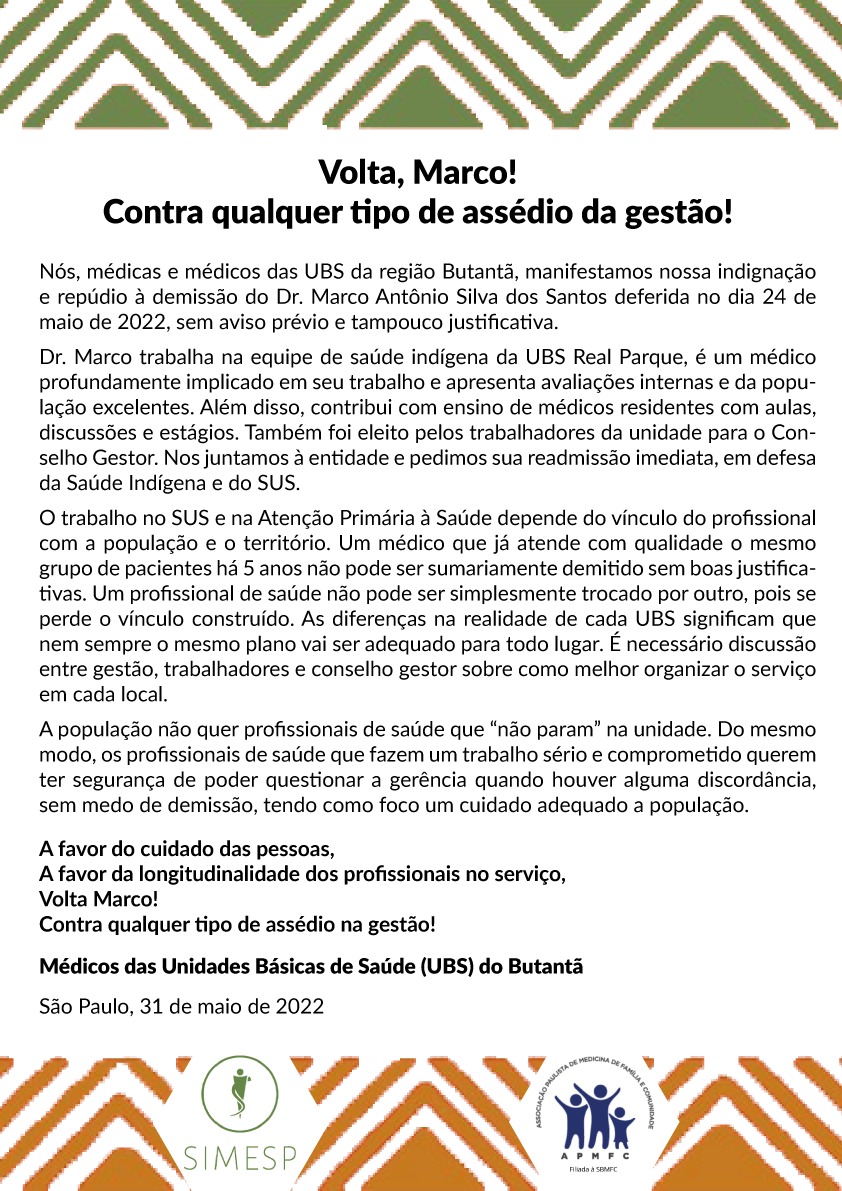 Volta, Marco!
Contra qualquer tipo de assédio da gestão!
Nós, médicas e médicos das UBS da região Butantã, manifestamos nossa indignação
e repúdio à demissão do Dr. Marco Antônio Silva dos Santos deferida no dia 24 de
maio de 2022, sem aviso prévio e tampouco justificativa.
Dr. Marco trabalha na equipe de saúde indígena da UBS Real Parque, é um médico
profundamente implicado em seu trabalho e apresenta avaliações internas e da popu-
lação excelentes. Além disso, contribui com ensino de médicos residentes com aulas,
discussões e estágios. Também foi eleito pelos trabalhadores da unidade para o Con-
selho Gestor. Nos juntamos à entidade e pedimos sua readmissão imediata, em defesa
da Saúde Indígena e do SUS.
O trabalho no SUS e na Atenção Primária à Saúde depende do vínculo do profissional
com a população e o território. Um médico que já atende com qualidade o mesmo
grupo de pacientes há 5 anos não pode ser sumariamente demitido sem boas justifica-
tivas. Um profissional de saúde não pode ser simplesmente trocado por outro, pois se
perde o vínculo construído. As diferenças na realidade de cada UBS significam que
nem sempre o mesmo plano vai ser adequado para todo lugar. É necessário discussão
entre gestão, trabalhadores e conselho gestor sobre como melhor organizar o serviço
em cada local.
A população não quer profissionais de saúde que “não param” na unidade. Do mesmo
modo, os profissionais de saúde que fazem um trabalho sério e comprometido querem
ter segurança de poder questionar a gerência quando houver alguma discordância,
sem medo de demissão, tendo como foco um cuidado adequado a população.
A favor do cuidado das pessoas,
A favor da longitudinalidade dos profissionais no serviço,
Volta Marco!
Contra qualquer tipo de assédio na gestão!
Médicos das Unidades Básicas de Saúde (UBS) do Butantã
São Paulo, 31 de maio de 2022
SIMESP
ASSOCIAÇÃO PAULISTA DE MEDICINA DE FAMÍLIA E COMUNIDADE
APMFC
Filiada à SBMFC